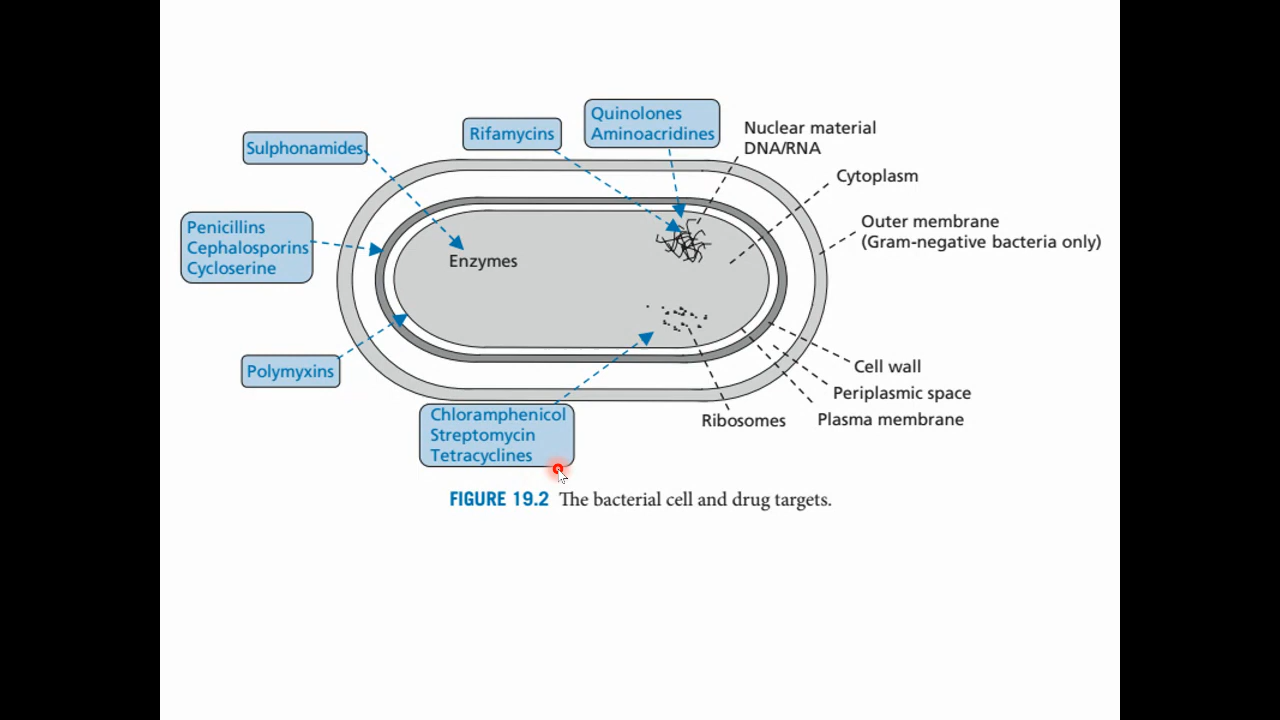 Quinolones
Aminoacridines
Rifamycins
Sulphonamides
Nuclear material
DNA/RNA
Cytoplasm
Penicillins
Cephalosporins
Cycloserine
Outer membrane
(Gram-negative bacteria only)
Enzymes
Polymyxins
Cell wall
Periplasmic space
Plasma membrane
Ribosomes
Chloramphenicol
Streptomycin
Tetracyclines
FIGURE 19.2 The bacterial cell and drug targets.